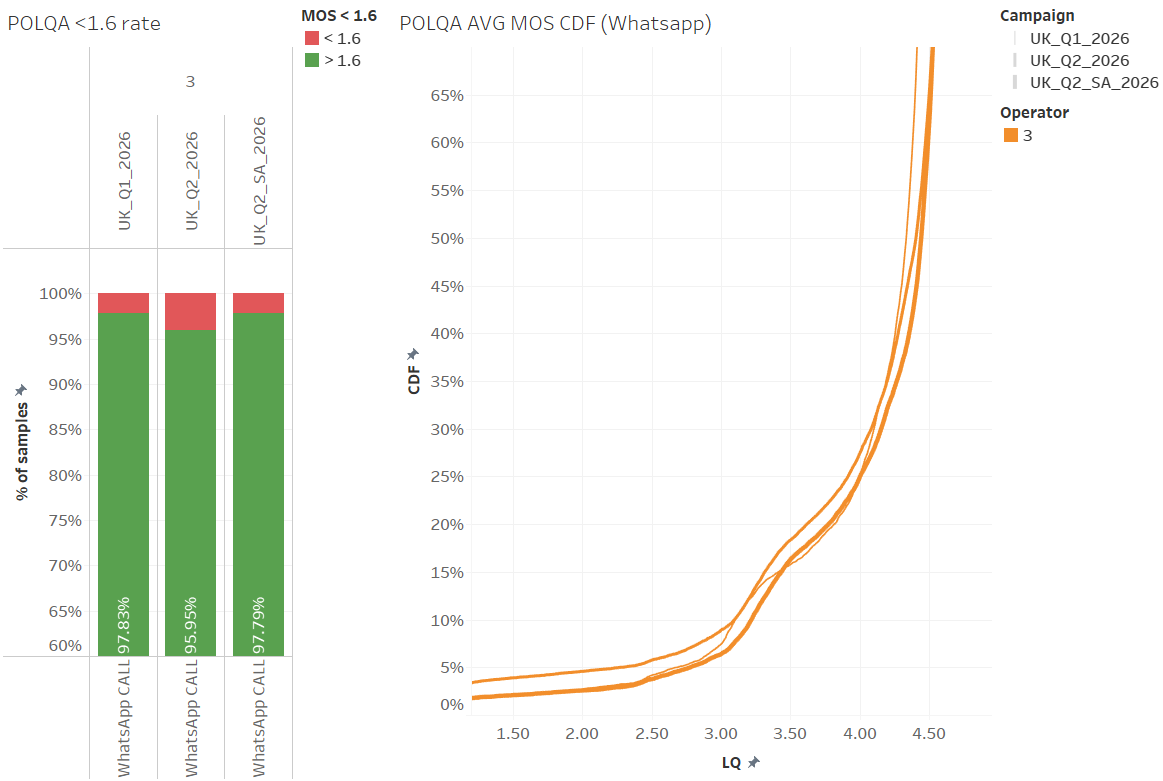 POLQA <1.6 rate
MOS < 1.6
< 1.6
> 1.6
3
UK_Q1_2026
UK_Q2_2026
UK_Q2_SA_2026
% of samples
100%
95%
90%
85%
80%
75%
70%
65%
60%
97.83%
95.95%
97.79%
WhatsApp CALL
WhatsApp CALL
WhatsApp CALL
POLQA AVG MOS CDF (Whatsapp)
CDF
65%
60%
55%
50%
45%
40%
35%
30%
25%
20%
15%
10%
5%
0%
1.50 2.00 2.50 3.00 3.50 4.00 4.50
LQ
Campaign
UK_Q1_2026
UK_Q2_2026
UK_Q2_SA_2026
Operator
3